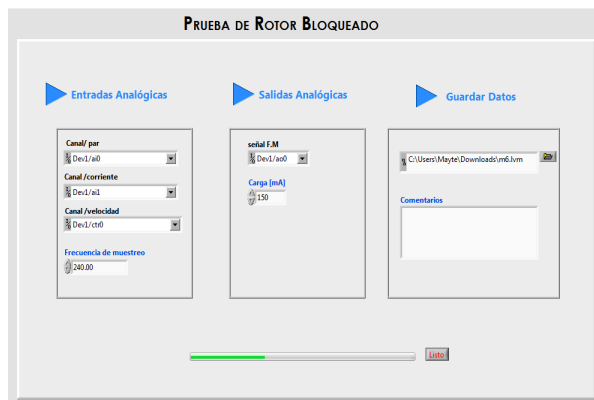 PRUEBA DE ROTOR BLOQUEADO
Entradas Analógicas
Salidas Analógicas
Guardar Datos
Canal/ par
Dev1/ai0
Canal /corriente
Dev1/ai1
Canal /velocidad
Dev1/ctr0
Frecuencia de muestreo
240.00
señal F.M
Dev1/ao0
Carga [mA]
150
C:\Users\Mayte\Downloads\m6.lvm
Comentarios
Listo